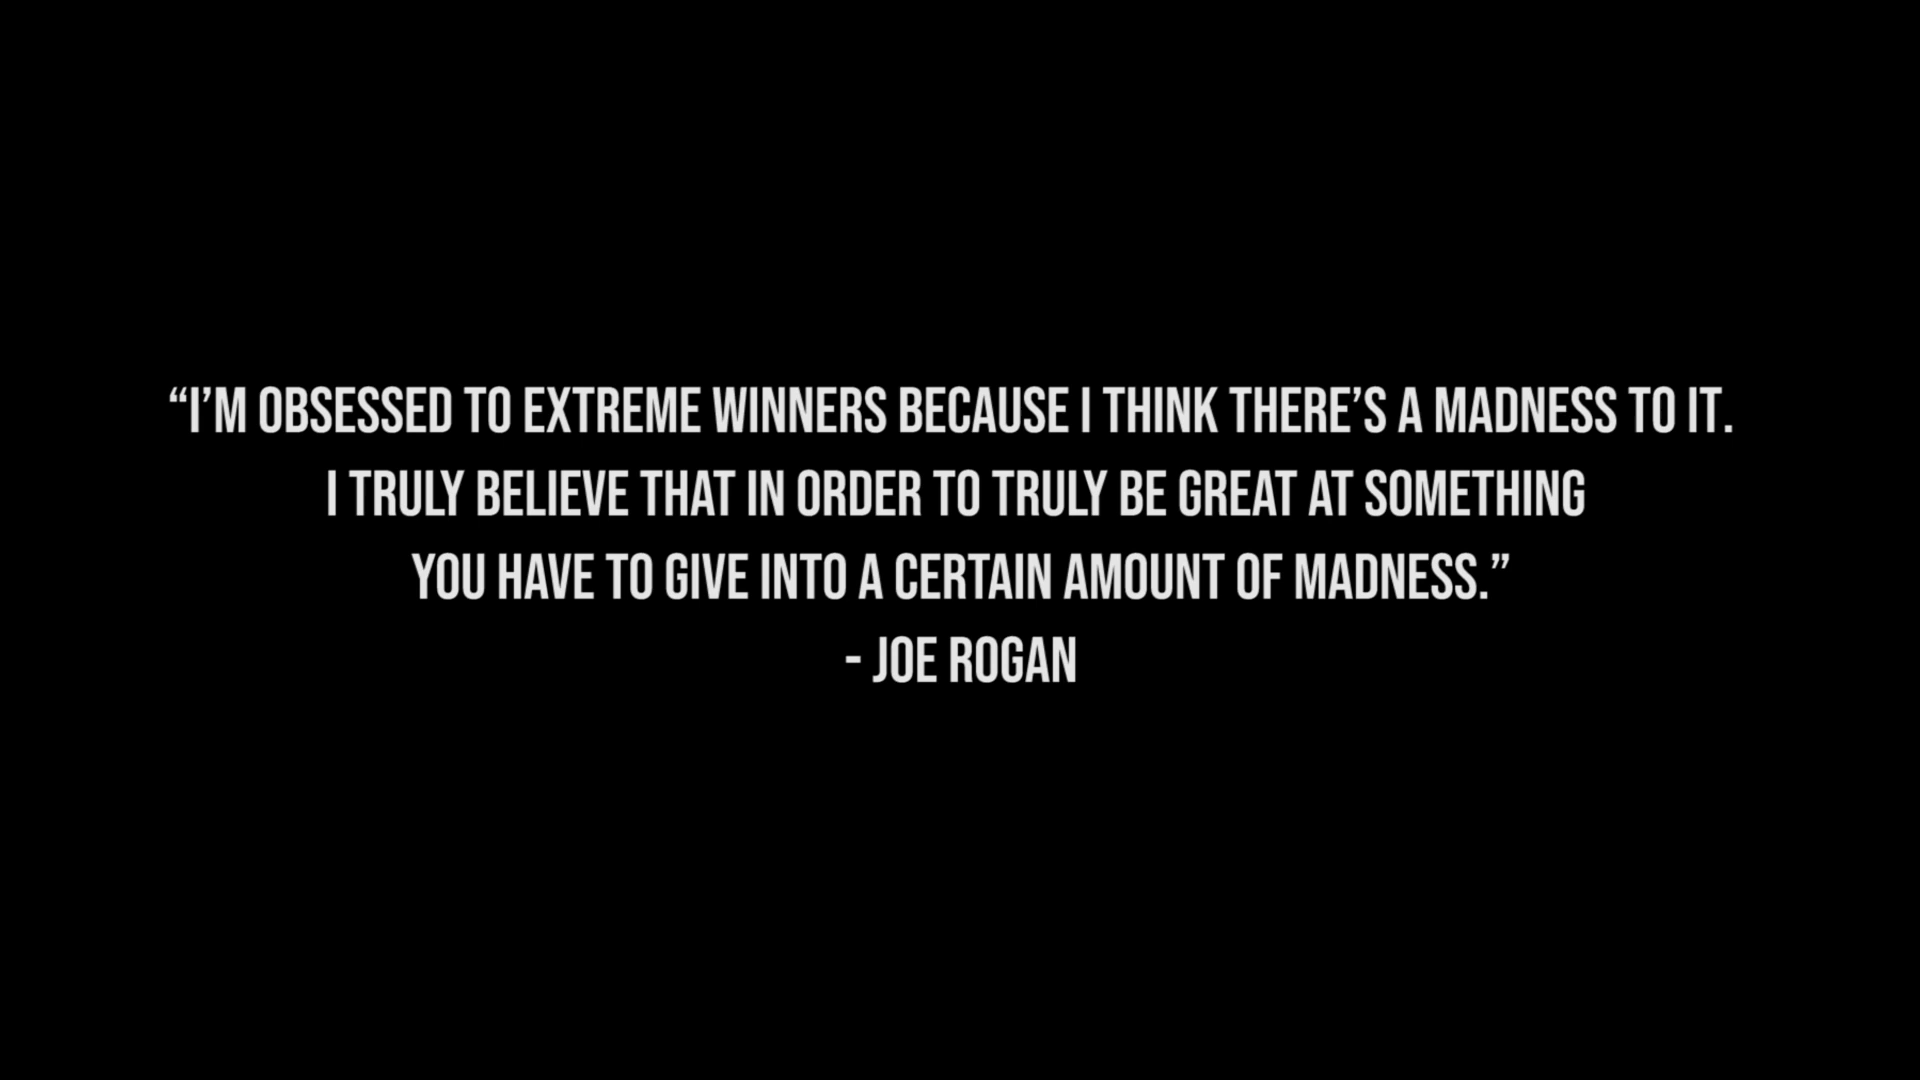 “I’M OBSESSED TO EXTREME WINNERS BECAUSE I THINK THERE’S A MADNESS TO IT.
I TRULY BELIEVE THAT IN ORDER TO TRULY BE GREAT AT SOMETHING
YOU HAVE TO GIVE INTO A CERTAIN AMOUNT OF MADNESS.”
- JOE ROGAN